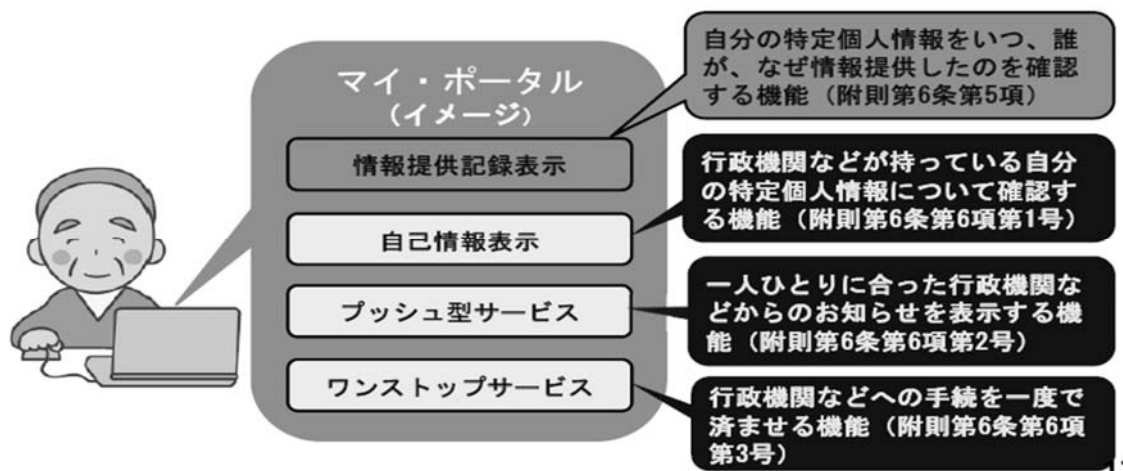 マイ・ポータル
(イメージ)
情報提供記録表示
自己情報表示
プッシュ型サービス
ワンストップサービス
自分の特定個人情報をいつ、誰
が、なぜ情報提供したのを確認
する機能（附則第6条第5項）
行政機関などが持っている自分
の特定個人情報について確認す
る機能（附則第6条第6項第1号）
一人ひとりに合った行政機関な
どからのお知らせを表示する機
能（附則第6条第6項第2号）
行政機関などへの手続を一度で
済ませる機能（附則第6条第6項
第3号）